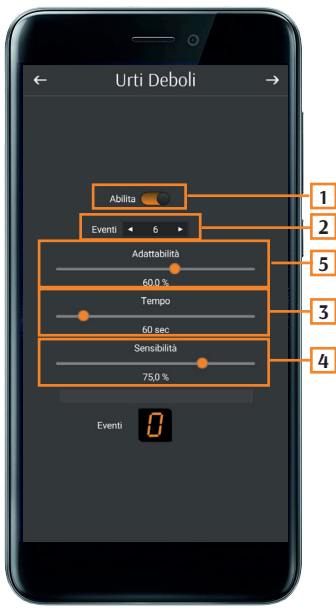 ← Urti Deboli →
Abilita
1
Eventi ◄ 6 ►
2
Adattabilità
60.0 %
5
Tempo
60 sec
3
Sensibilità
75,0 %
4
Eventi 0